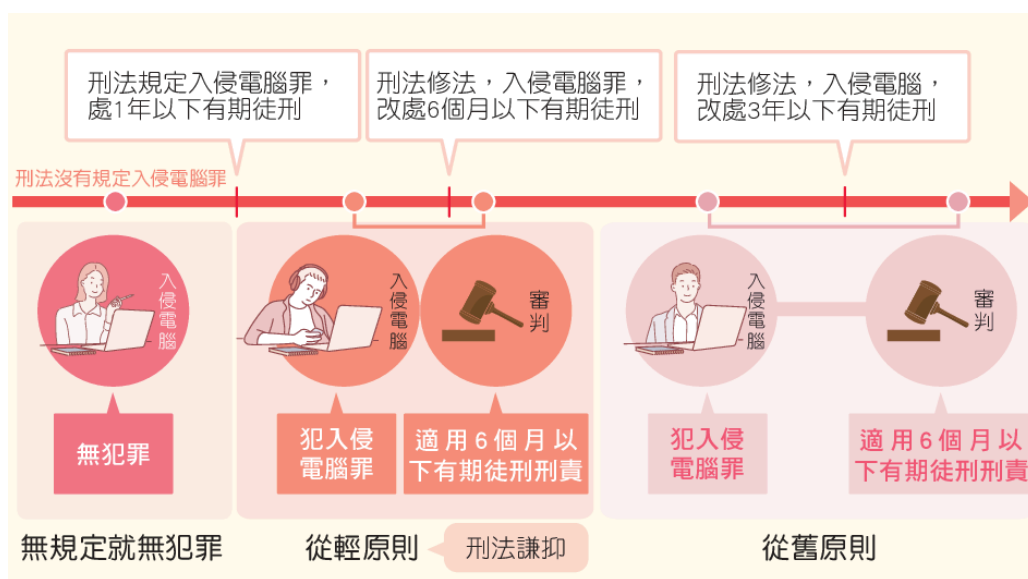 刑法規定入侵電腦罪，
處1年以下有期徒刑
刑法修法，入侵電腦罪，
改處6個月以下有期徒刑
刑法修法，入侵電腦，
改處3年以下有期徒刑
刑法沒有規定入侵電腦罪
入侵電腦
入侵電腦
審判
入侵電腦
審判
無犯罪
犯入侵
電腦罪
適用6個月以
下有期徒刑刑責
犯入侵
電腦罪
適用6個月以
下有期徒刑刑責
無規定就無犯罪
從輕原則
刑法謙抑
從舊原則